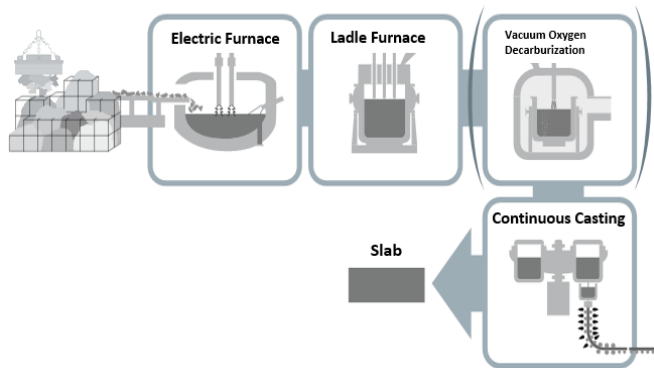 Electric Furnace
Ladle Furnace
Vacuum Oxygen
Decarburization
Continuous Casting
Slab